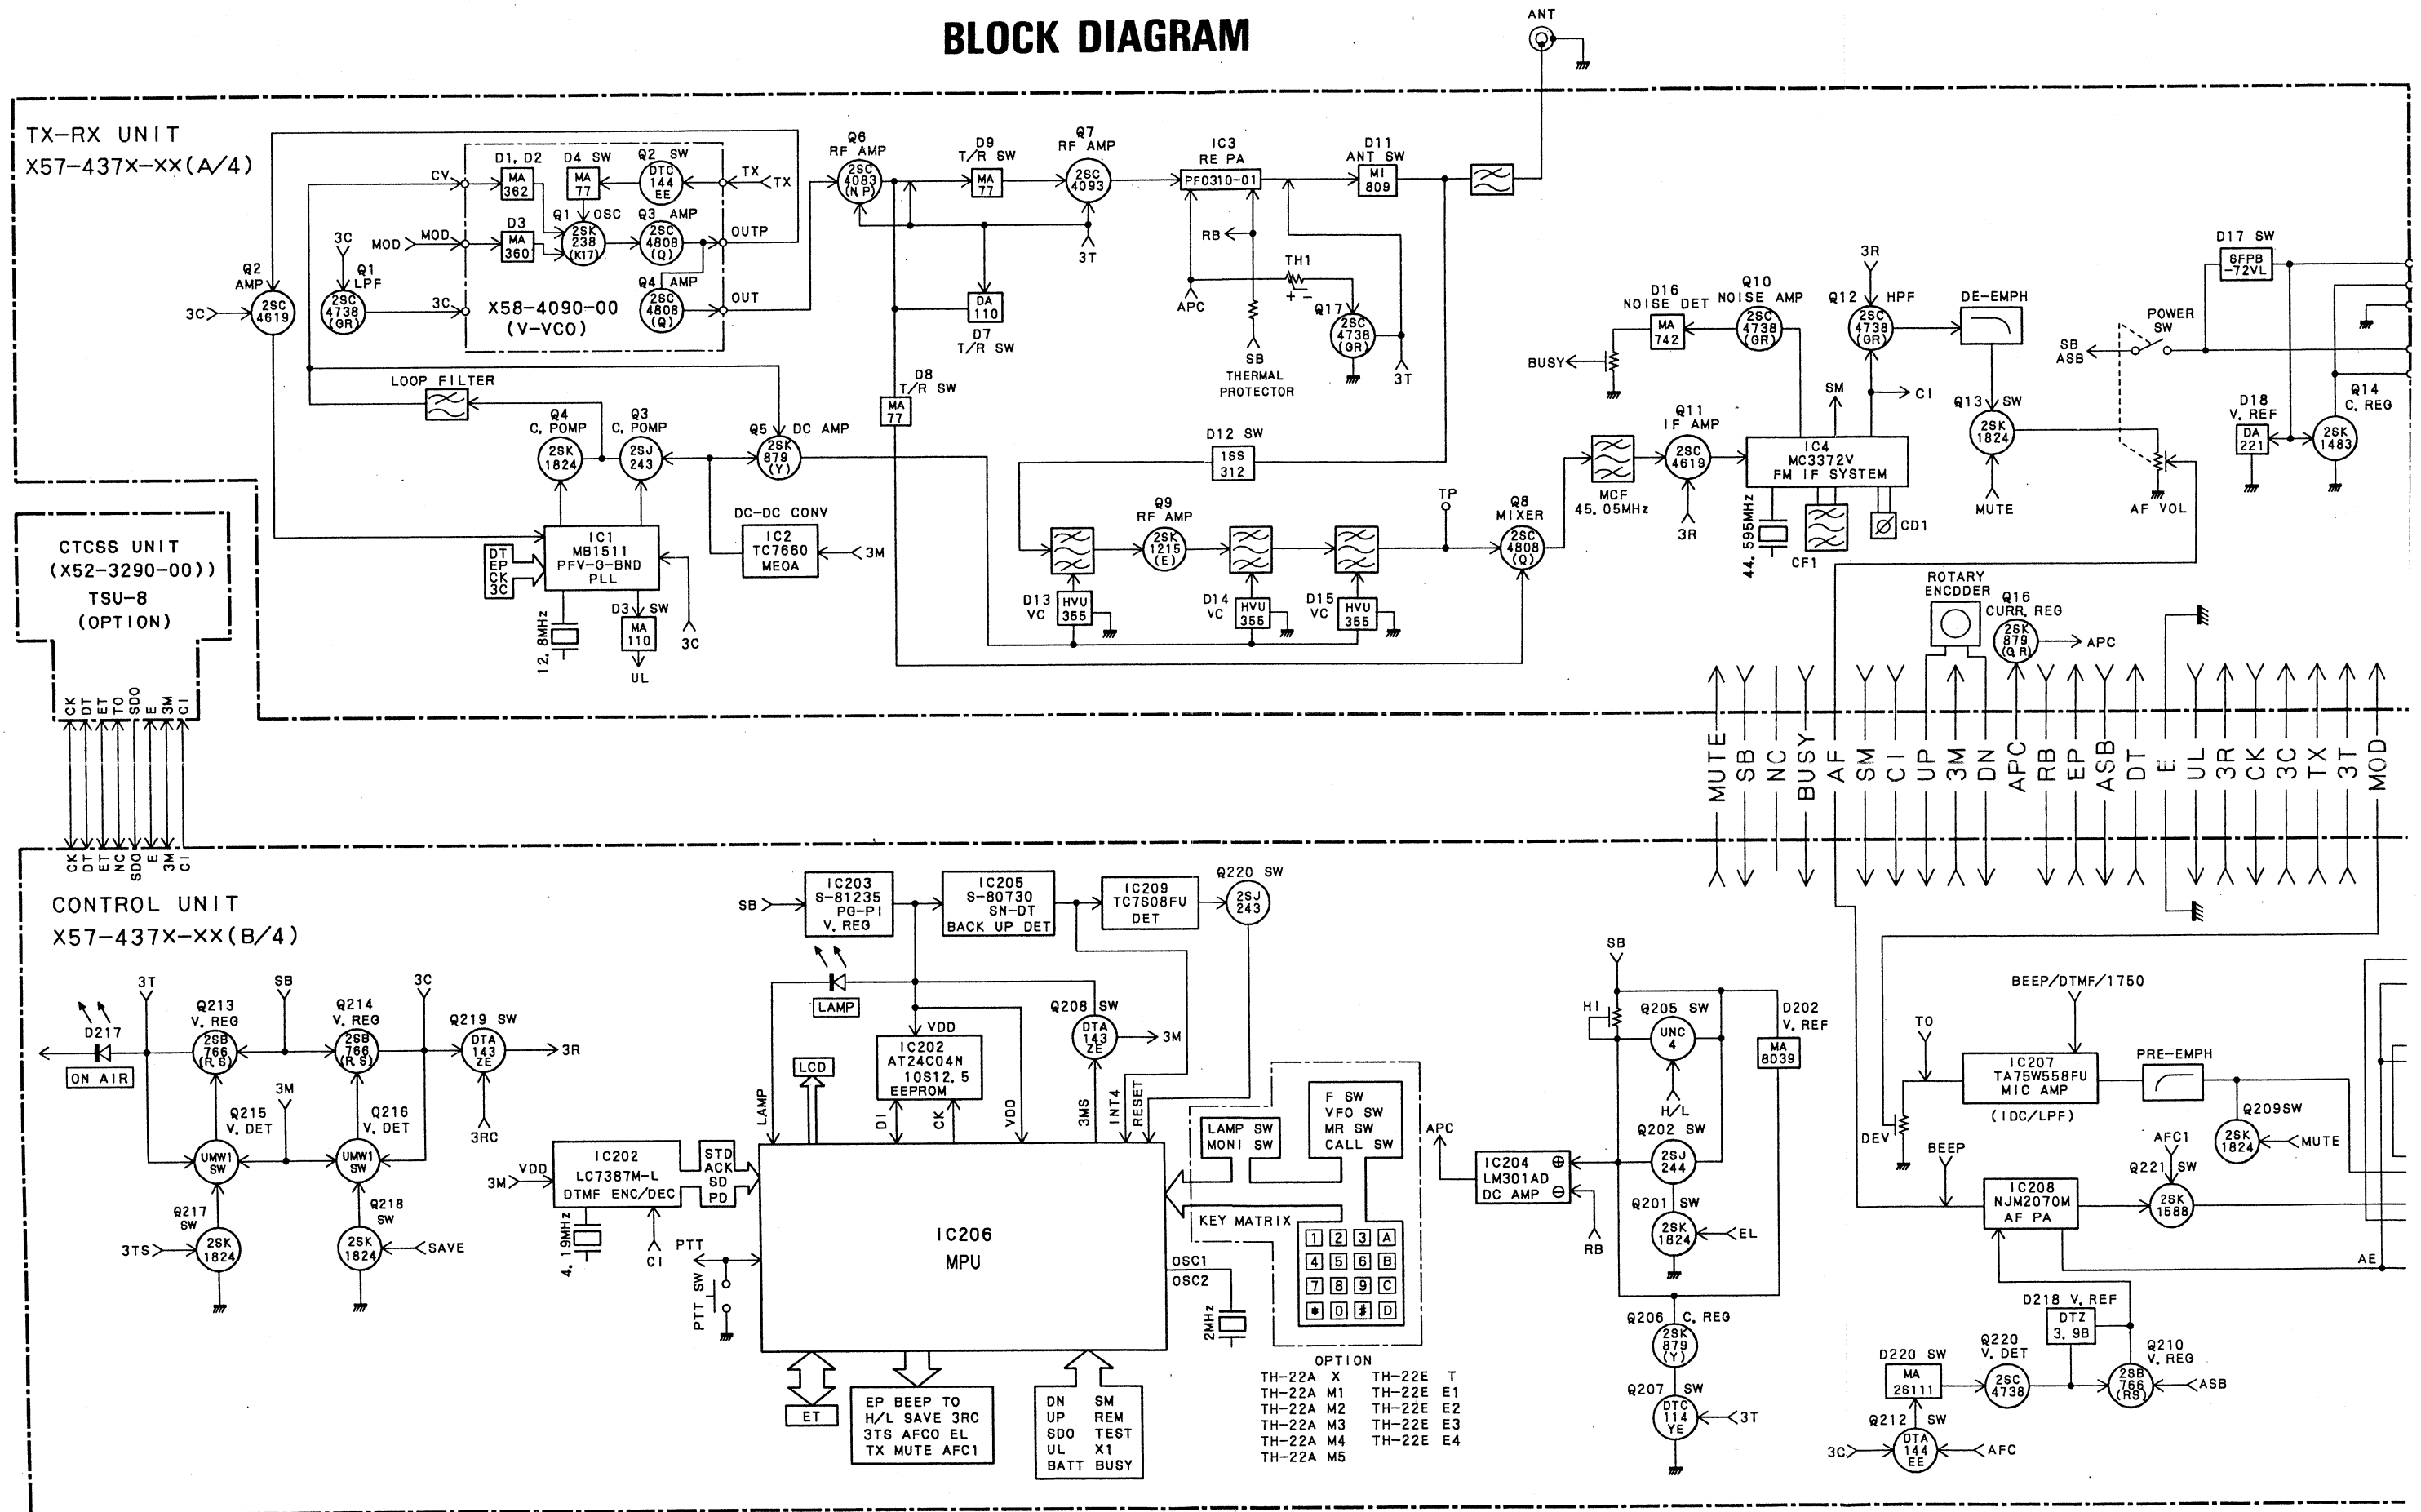 BLOCK DIAGRAM
ANT
TX-RX UNIT
X57-437X-XX(A/4)
CV
D1, D2
MA
362
D4 SW
MA
77
Q2 SW
DTC
144
EE
TX
TX
MOD
MOD
D3
MA
360
Q1 OSC
2SK
238
(K17)
Q3 AMP
2SC
4808
(Q)
OUTP
Q4 AMP
2SC
4808
(Q)
OUT
X58-4090-00
(V-VCO)
3C
3C
Q1
LPF
2SC
4738
(GR)
Q2
AMP
3C
2SC
4619
Q6
RF AMP
2SC
4083
(N,P)
D9
T/R SW
MA
77
Q7
RF AMP
2SC
4093
3T
DA
110
D7
T/R SW
D8
T/R SW
MA
77
IC3
RE PA
PF0310-01
RB
APC
TH1
+ -
SB
THERMAL
PROTECTOR
Q17
2SC
4738
(GR)
3T
D11
ANT SW
MI
809
LOOP FILTER
Q4
C. POMP
2SK
1824
Q3
C. POMP
2SJ
243
Q5 DC AMP
2SK
879
(Y)
DC-DC CONV
IC2
TC7660
MEOA
3M
IC1
MB1511
PFV-G-BND
PLL
DT
EP
CK
3C
12.8MHz
D3 SW
MA
110
UL
3C
D12 SW
1SS
312
Q9
RF AMP
2SK
1215
(E)
D13
VC
HVU
355
D14
VC
HVU
355
D15
VC
HVU
355
TP
Q8
MIXER
2SC
4808
(Q)
MCF
45.05MHz
Q11
IF AMP
2SC
4619
3R
BUSY
D16
NOISE DET
MA
742
Q10
NOISE AMP
2SC
4738
(GR)
SM
CI
3R
Q12 HPF
2SC
4738
(GR)
DE-EMPH
IC4
MC3372V
FM IF SYSTEM
44.595MHz
CF1
CD1
Q13 SW
2SK
1824
MUTE
D17 SW
SFPB
-72VL
POWER
SW
SB
ASB
AF VOL
D18
V. REF
DA
221
Q14
C. REG
2SK
1483
ROTARY
ENCDDER
Q16
CURR. REG
2SK
879
(G,R)
APC
CTCSS UNIT
(X52-3290-00))
TSU-8
(OPTION)
CK
DT
ET
TO
SDO
E
3M
CI
CK
DT
ET
NC
SDO
E
3M
CI
MUTE
SB
NC
BUSY
AF
SM
CI
UP
3M
DN
APC
RB
EP
ASB
DT
E
UL
3R
CK
3C
TX
3T
MOD
CONTROL UNIT
X57-437X-XX(B/4)
SB
IC203
S-81235
PG-PI
V. REG
IC205
S-80730
SN-DT
BACK UP DET
IC209
TC7S08FU
DET
Q220 SW
2SJ
243
LAMP
D217
ON AIR
3T
Q213
V. REG
2SB
766
(R,S)
SB
Q214
V. REG
2SB
766
(R,S)
3C
Q219 SW
DTA
143
ZE
3R
3RC
3M
Q215
V. DET
UMW1
SW
Q216
V. DET
UMW1
SW
Q217
SW
3TS
2SK
1824
Q218
SW
2SK
1824
SAVE
VDD
IC202
AT24C04N
10S12.5
EEPROM
LCD
Q208 SW
DTA
143
ZE
3M
LAMP
DI
CK
VDD
3MS
INT4
RESET
VDD
3M
IC202
LC7387M-L
DTMF ENC/DEC
STD
ACK
SD
PD
4.19MHz
CI
PTT
PTT SW
IC206
MPU
OSC1
OSC2
2MHz
LAMP SW
MONI SW
F SW
VFO SW
MR SW
CALL SW
KEY MATRIX
1 2 3 A
4 5 6 B
7 8 9 C
* 0 # D
ET
EP BEEP TO
H/L SAVE 3RC
3TS AFCO EL
TX MUTE AFC1
DN SM
UP REM
SDO TEST
UL X1
BATT BUSY
OPTION
TH-22A X TH-22E T
TH-22A M1 TH-22E E1
TH-22A M2 TH-22E E2
TH-22A M3 TH-22E E3
TH-22A M4 TH-22E E4
TH-22A M5
SB
HI
Q205 SW
UNC
4
H/L
D202
V. REF
MA
8039
Q202 SW
2SJ
244
APC
IC204
LM301AD
DC AMP
⊕
⊖
RB
Q201 SW
2SK
1824
EL
Q206 C. REG
2SK
879
(Y)
Q207 SW
DTC
114
YE
3T
BEEP/DTMF/1750
TO
IC207
TA75W558FU
MIC AMP
(IDC/LPF)
PRE-EMPH
DEV
Q209SW
2SK
1824
MUTE
BEEP
AFC1
Q221 SW
2SK
1588
IC208
NJM2070M
AF PA
AE
D218 V. REF
DTZ
3.9B
D220 SW
MA
2S111
Q220
V. DET
2SC
4738
Q210
V. REG
2SB
766
(RS)
ASB
Q212 SW
3C
DTA
144
EE
AFC